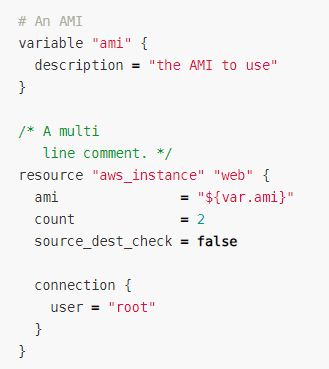 # An AMI
variable "ami" {
  description = "the AMI to use"
}

/* A multi
   line comment. */
resource "aws_instance" "web" {
  ami               = "${var.ami}"
  count             = 2
  source_dest_check = false

  connection {
    user = "root"
  }
}